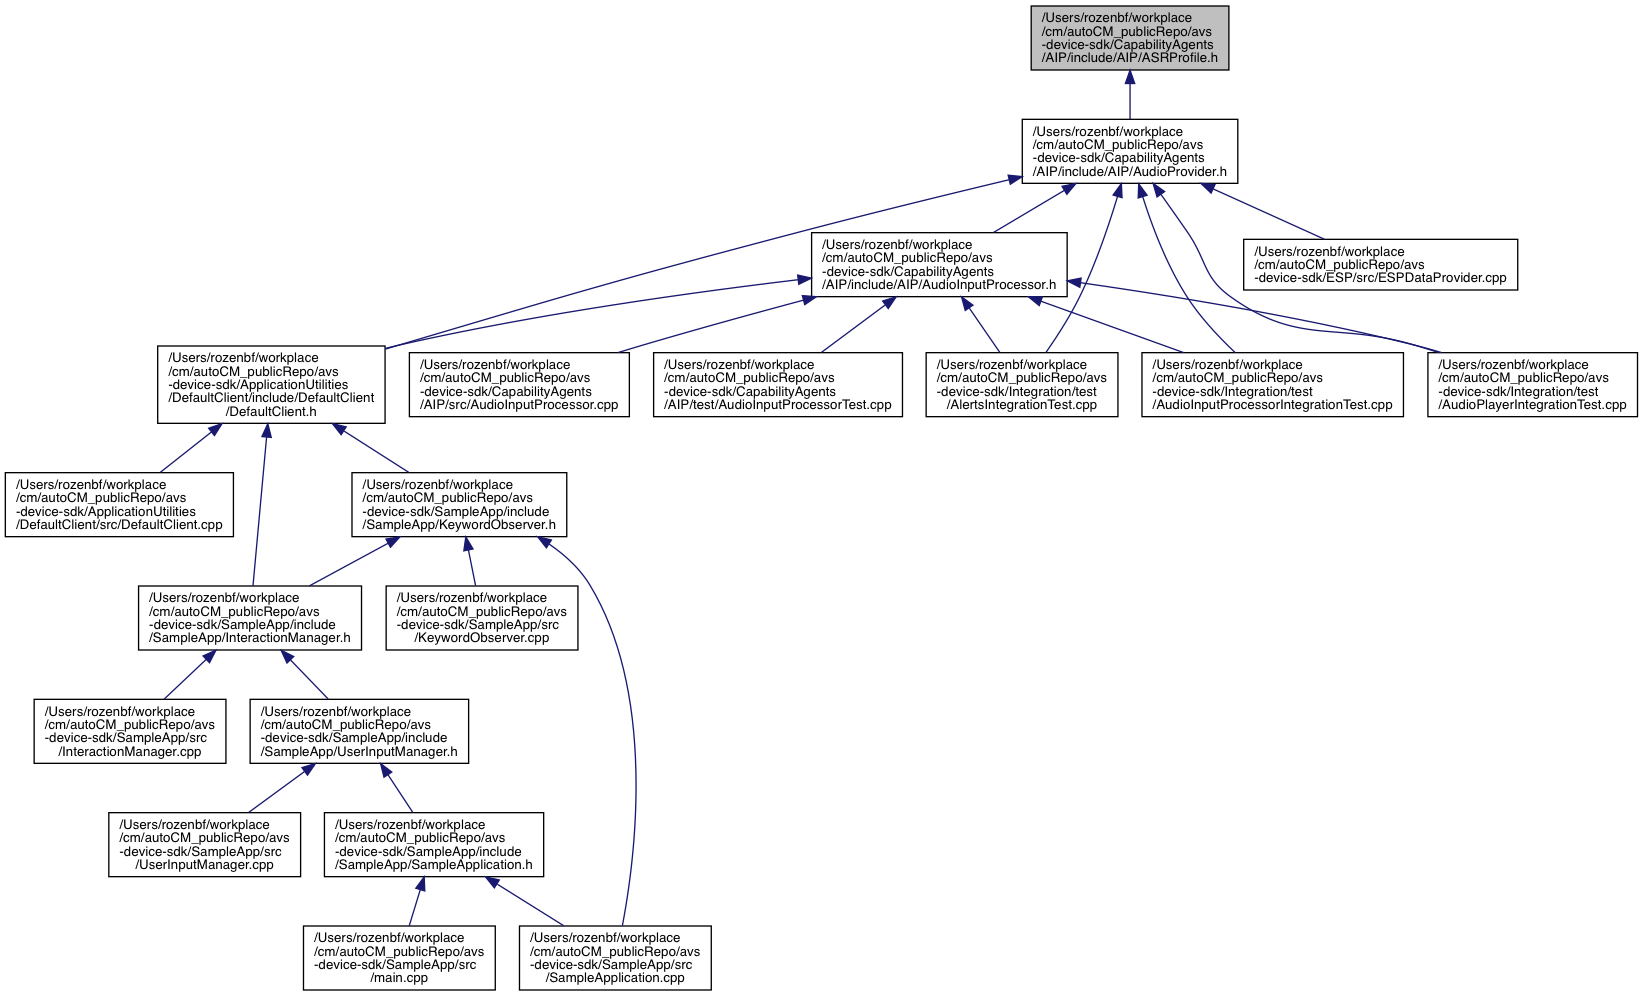 /Users/rozenbf/workplace
/cm/autoCM_publicRepo/avs
-device-sdk/CapabilityAgents
/AIP/include/AIP/ASRProfile.h
/Users/rozenbf/workplace
/cm/autoCM_publicRepo/avs
-device-sdk/CapabilityAgents
/AIP/include/AIP/AudioProvider.h
/Users/rozenbf/workplace
/cm/autoCM_publicRepo/avs
-device-sdk/CapabilityAgents
/AIP/include/AIP/AudioInputProcessor.h
/Users/rozenbf/workplace
/cm/autoCM_publicRepo/avs
-device-sdk/ESP/src/ESPDataProvider.cpp
/Users/rozenbf/workplace
/cm/autoCM_publicRepo/avs
-device-sdk/ApplicationUtilities
/DefaultClient/include/DefaultClient
/DefaultClient.h
/Users/rozenbf/workplace
/cm/autoCM_publicRepo/avs
-device-sdk/CapabilityAgents
/AIP/src/AudioInputProcessor.cpp
/Users/rozenbf/workplace
/cm/autoCM_publicRepo/avs
-device-sdk/CapabilityAgents
/AIP/test/AudioInputProcessorTest.cpp
/Users/rozenbf/workplace
/cm/autoCM_publicRepo/avs
-device-sdk/Integration/test
/AlertsIntegrationTest.cpp
/Users/rozenbf/workplace
/cm/autoCM_publicRepo/avs
-device-sdk/Integration/test
/AudioInputProcessorIntegrationTest.cpp
/Users/rozenbf/workplace
/cm/autoCM_publicRepo/avs
-device-sdk/Integration/test
/AudioPlayerIntegrationTest.cpp
/Users/rozenbf/workplace
/cm/autoCM_publicRepo/avs
-device-sdk/ApplicationUtilities
/DefaultClient/src/DefaultClient.cpp
/Users/rozenbf/workplace
/cm/autoCM_publicRepo/avs
-device-sdk/SampleApp/include
/SampleApp/KeywordObserver.h
/Users/rozenbf/workplace
/cm/autoCM_publicRepo/avs
-device-sdk/SampleApp/include
/SampleApp/InteractionManager.h
/Users/rozenbf/workplace
/cm/autoCM_publicRepo/avs
-device-sdk/SampleApp/src
/KeywordObserver.cpp
/Users/rozenbf/workplace
/cm/autoCM_publicRepo/avs
-device-sdk/SampleApp/src
/InteractionManager.cpp
/Users/rozenbf/workplace
/cm/autoCM_publicRepo/avs
-device-sdk/SampleApp/include
/SampleApp/UserInputManager.h
/Users/rozenbf/workplace
/cm/autoCM_publicRepo/avs
-device-sdk/SampleApp/src
/UserInputManager.cpp
/Users/rozenbf/workplace
/cm/autoCM_publicRepo/avs
-device-sdk/SampleApp/include
/SampleApp/SampleApplication.h
/Users/rozenbf/workplace
/cm/autoCM_publicRepo/avs
-device-sdk/SampleApp/src
/main.cpp
/Users/rozenbf/workplace
/cm/autoCM_publicRepo/avs
-device-sdk/SampleApp/src
/SampleApplication.cpp